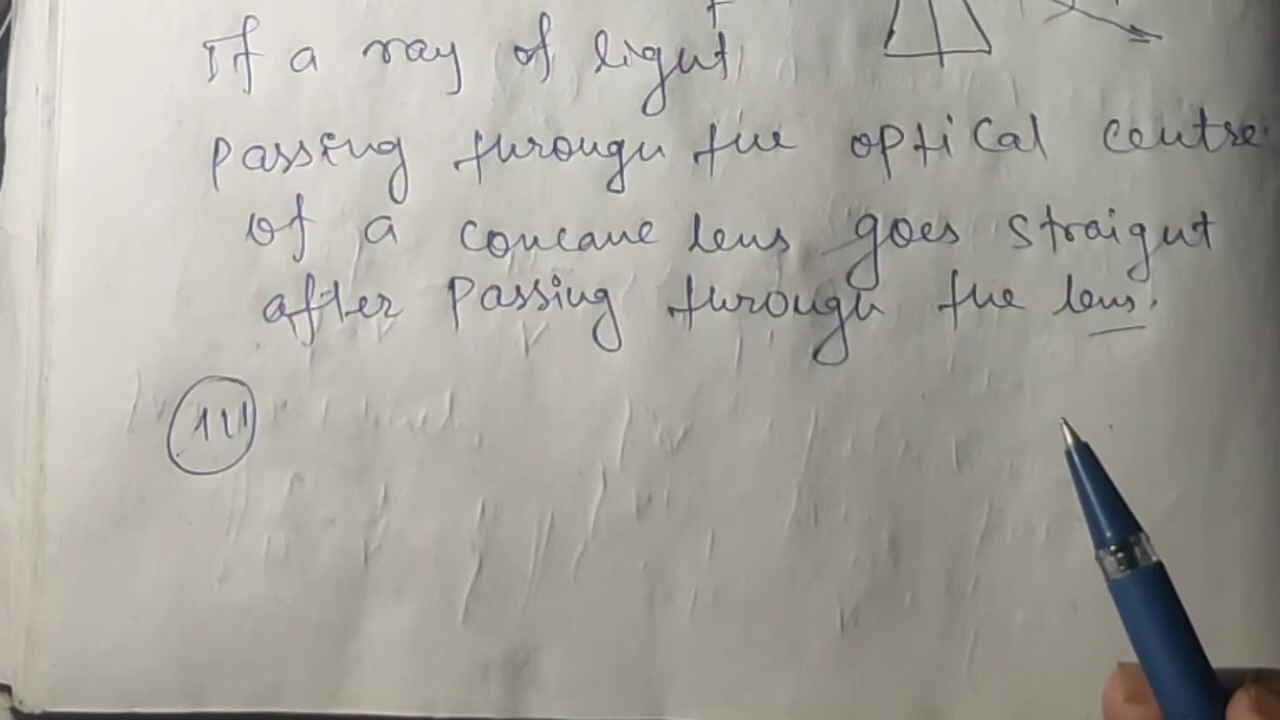 If a ray of light
passing through the optical centre
of a concave lens goes straight
after passing through the lens.